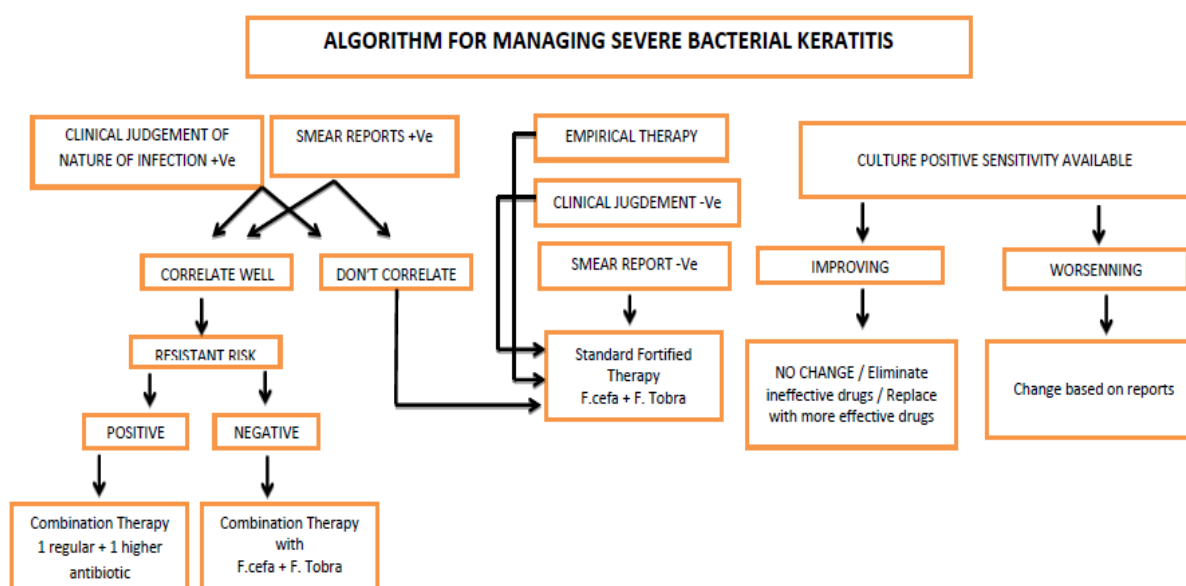 ALGORITHM FOR MANAGING SEVERE BACTERIAL KERATITIS
CLINICAL JUDGEMENT OF
NATURE OF INFECTION +Ve
SMEAR REPORTS +Ve
EMPIRICAL THERAPY
CULTURE POSITIVE SENSITIVITY AVAILABLE
CLINICAL JUGDEMENT -Ve
CORRELATE WELL
DON'T CORRELATE
SMEAR REPORT -Ve
IMPROVING
WORSENNING
RESISTANT RISK
Standard Fortified
Therapy
F.cefa + F. Tobra
NO CHANGE / Eliminate
ineffective drugs / Replace
with more effective drugs
Change based on reports
POSITIVE
NEGATIVE
Combination Therapy
1 regular + 1 higher
antibiotic
Combination Therapy
with
F.cefa + F. Tobra